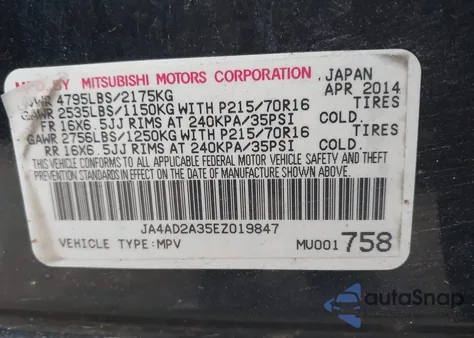 MFD BY MITSUBISHI MOTORS CORPORATION JAPAN
GVWR 4795LBS/2175KG APR 2014
GAWR 2535LBS/1150KG WITH P215/70R16 TIRES
FR 16X6.5JJ RIMS AT 240KPA/35PSI COLD.
GAWR 2756LBS/1250KG WITH P215/70R16 TIRES
RR 16X6.5JJ RIMS AT 240KPA/35PSI COLD.
THIS VEHICLE CONFORMS TO ALL APPLICABLE FEDERAL MOTOR VEHICLE SAFETY AND
THEFT PREVENTION STANDARDS IN EFFECT ON THE DATE OF MANUFACTURE SHOWN ABOVE.
JA4AD2A35EZ019847
VEHICLE TYPE:MPV MU001758
autoSnap